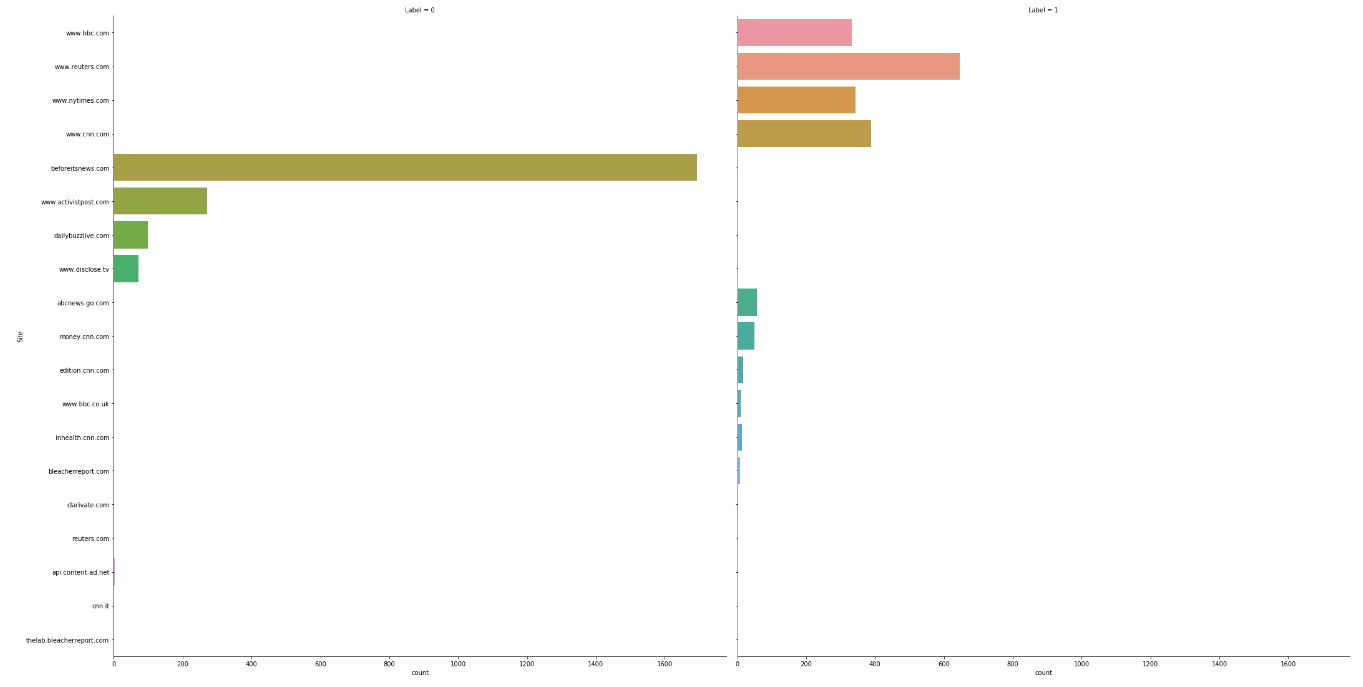 Label = 0
Label = 1
www.bbc.com
www.reuters.com
www.nytimes.com
www.cnn.com
beforeitsnews.com
www.activistpost.com
dailybuzzlive.com
www.disclose.tv
abcnews.go.com
money.cnn.com
edition.cnn.com
www.bbc.co.uk
inhealth.cnn.com
bleacherreport.com
clarivate.com
reuters.com
api.content-ad.net
cnn.it
thelab.bleacherreport.com
Site
0 200 400 600 800 1000 1200 1400 1600
0 200 400 600 800 1000 1200 1400 1600
count
count